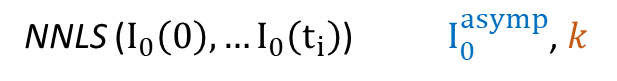 NNLS (I₀(0), … I₀(tᵢ)) I₀ᵃˢʸᵐᵖ, k